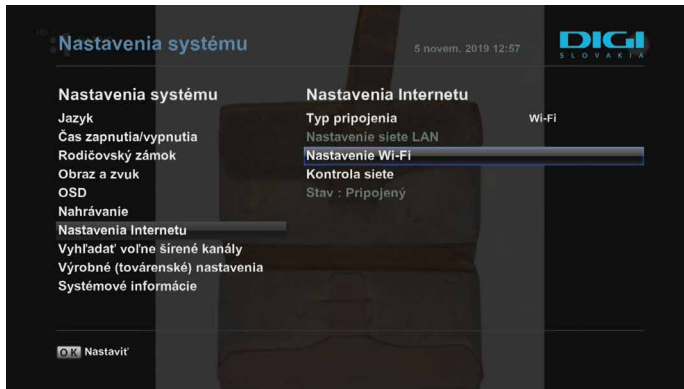 Nastavenia systému
5 novem. 2019 12:57
DIGI
SLOVAKIA
Nastavenia systému
Jazyk
Čas zapnutia/vypnutia
Rodičovský zámok
Obraz a zvuk
OSD
Nahrávanie
Nastavenia Internetu
Vyhľadať voľne šírené kanály
Výrobné (továrenské) nastavenia
Systémové informácie
Nastavenia Internetu
Typ pripojenia Wi-Fi
Nastavenie siete LAN
Nastavenie Wi-Fi
Kontrola siete
Stav : Pripojený
OK Nastaviť